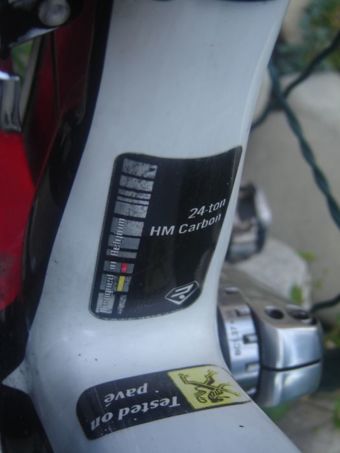 24-ton
HM Carbon
designed in Belgium
Tested on
pavé